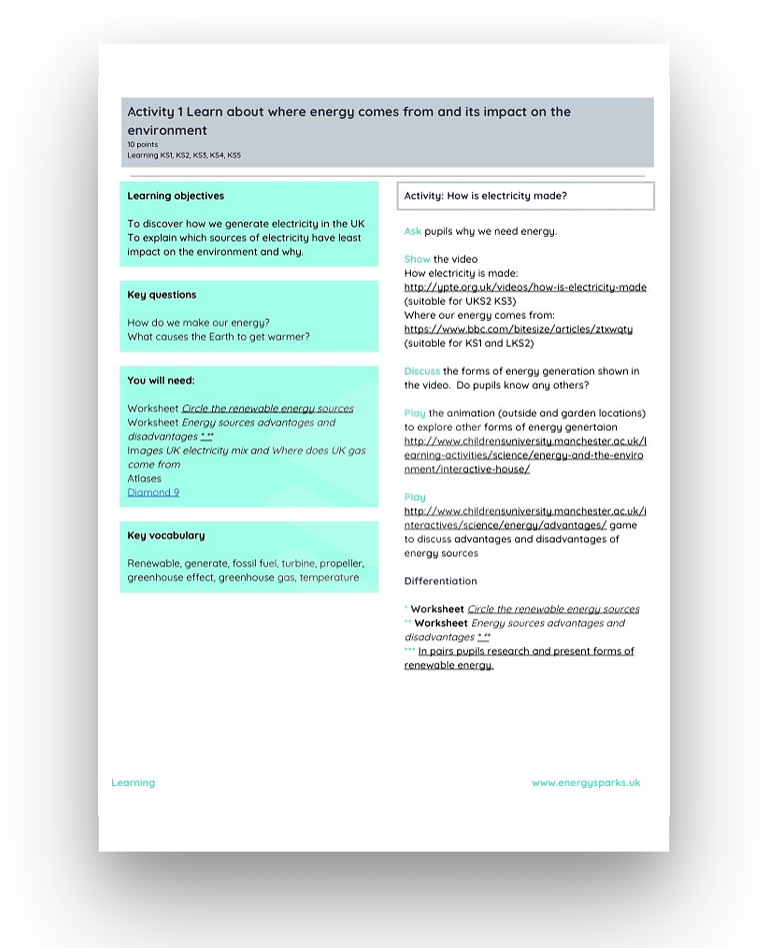 Activity 1 Learn about where energy comes from and its impact on the
environment
10 points
Learning KS1, KS2, KS3, KS4, KS5
Learning objectives
To discover how we generate electricity in the UK
To explain which sources of electricity have least
impact on the environment and why.
Key questions
How do we make our energy?
What causes the Earth to get warmer?
You will need:
Worksheet Circle the renewable energy sources
Worksheet Energy sources advantages and
disadvantages * **
Images UK electricity mix and Where does UK gas
come from
Atlases
Diamond 9
Key vocabulary
Renewable, generate, fossil fuel, turbine, propeller,
greenhouse effect, greenhouse gas, temperature
Activity: How is electricity made?
Ask pupils why we need energy.
Show the video
How electricity is made:
http://ypte.org.uk/videos/how-is-electricity-made
(suitable for UKS2 KS3)
Where our energy comes from:
https://www.bbc.com/bitesize/articles/ztxwqty
(suitable for KS1 and LKS2)
Discuss the forms of energy generation shown in
the video. Do pupils know any others?
Play the animation (outside and garden locations)
to explore other forms of energy genertaion
http://www.childrensuniversity.manchester.ac.uk/l
earning-activities/science/energy-and-the-enviro
nment/interactive-house/
Play
http://www.childrensuniversity.manchester.ac.uk/i
nteractives/science/energy/advantages/ game
to discuss advantages and disadvantages of
energy sources
Differentiation
* Worksheet Circle the renewable energy sources
** Worksheet Energy sources advantages and
disadvantages * **
*** In pairs pupils research and present forms of
renewable energy.
Learning
www.energysparks.uk